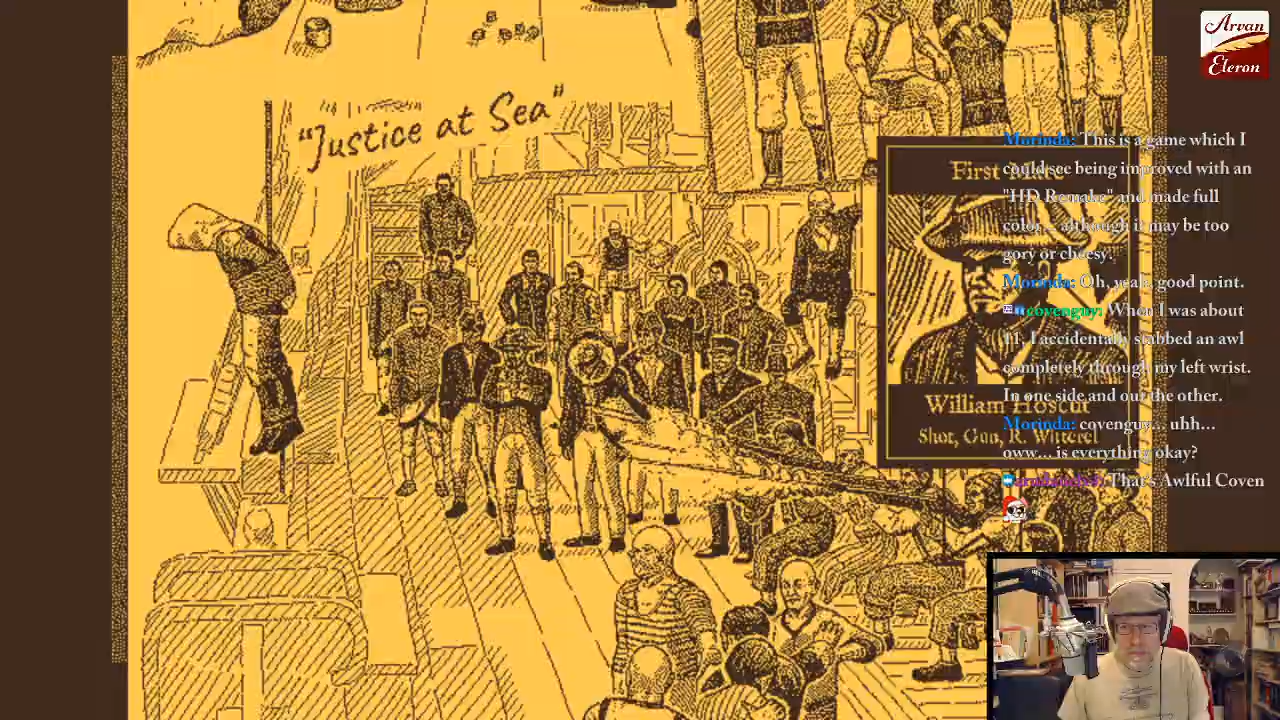 Arvan
Eleron
"Justice at Sea"
Morinda: This is a game which I
could see being improved with an
"HD Remake" and made full
color... although it may be too
gory or cheesy.
Morinda: Oh, yeah, good point.
covenguy: When I was about
11, I accidentally stabbed an awl
completely through my left wrist.
In one side and out the other.
Morinda: covenguy... uhh...
oww... is everything okay?
That's Awlful Coven
First Mate
William Hoscut
Shot, Gun, R. Witterel